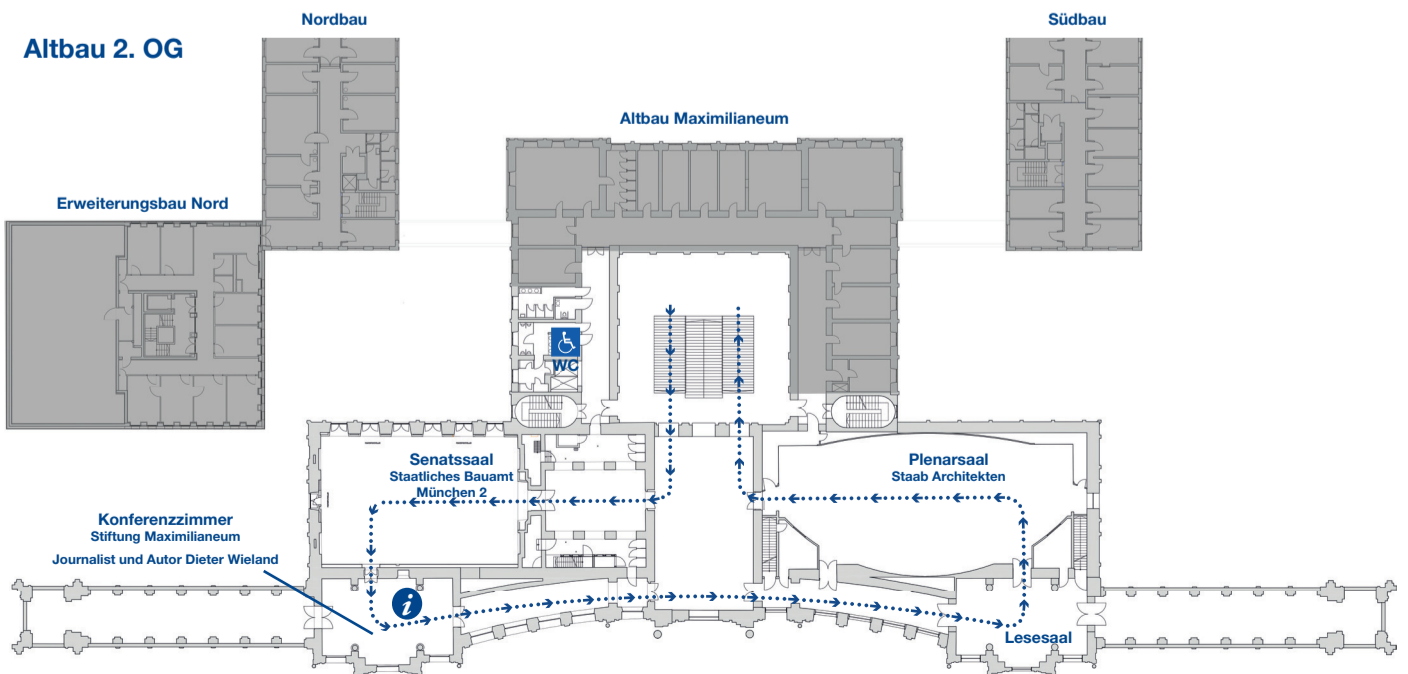 Nordbau
Südbau
Altbau 2. OG
Altbau Maximilianeum
Erweiterungsbau Nord
WC
Senatssaal
Staatliches Bauamt
München 2
Plenarsaal
Staab Architekten
Konferenzzimmer
Stiftung Maximilianeum
Journalist und Autor Dieter Wieland
i
Lesesaal